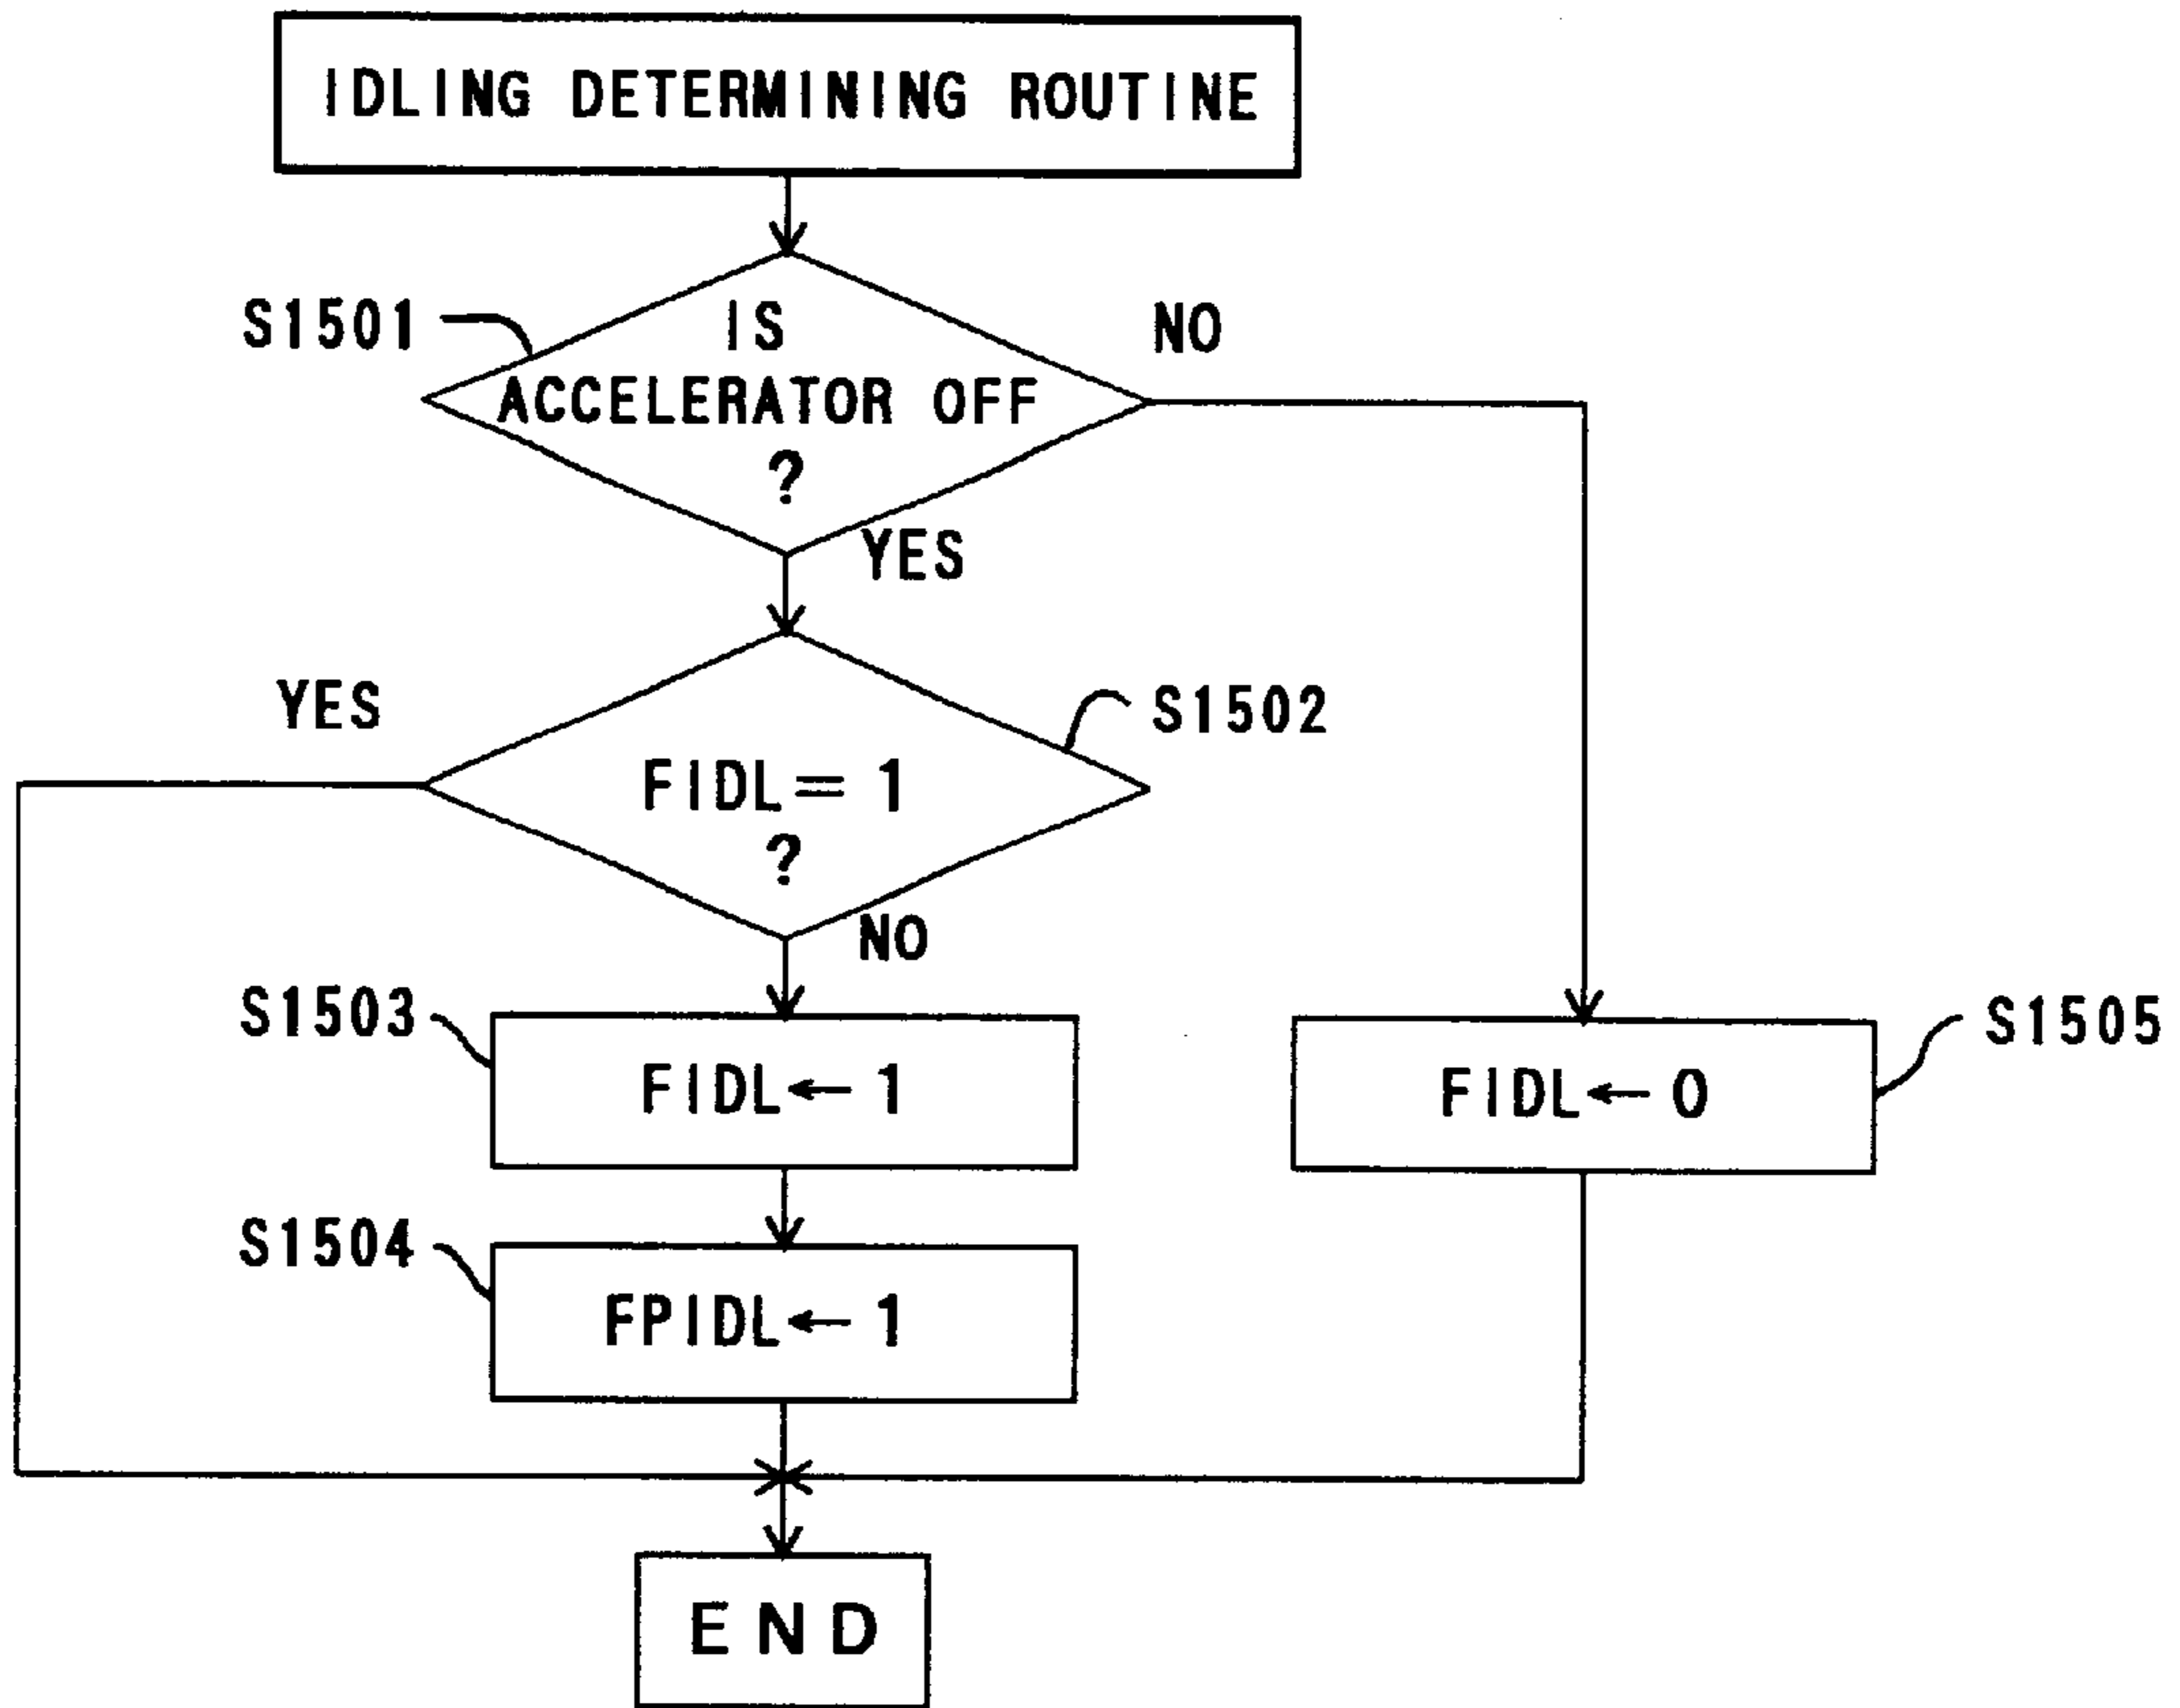 IDLING DETERMINING ROUTINE
S1501
IS
ACCELERATOR OFF
?
NO
YES
YES
S1502
FIDL=1
?
NO
S1503
FIDL←1
S1505
FIDL←0
S1504
FPIDL←1
END